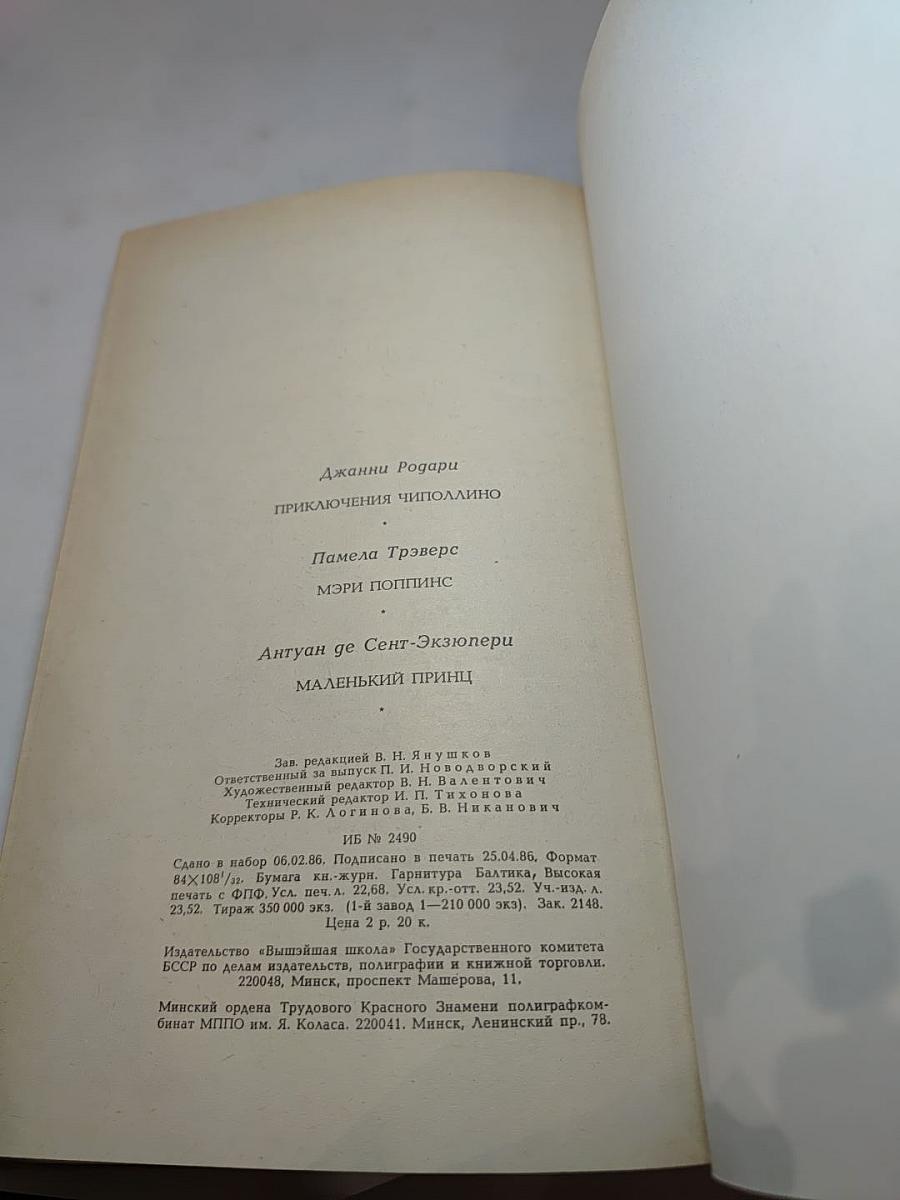 Джанни Родари
ПРИКЛЮЧЕНИЯ ЧИПОЛЛИНО
*
Памела Трэверс
МЭРИ ПОППИНС
*
Антуан де Сент-Экзюпери
МАЛЕНЬКИЙ ПРИНЦ
*
Зав. редакцией В. Н. Янушков
Ответственный за выпуск П. И. Новодворский
Художественный редактор В. Н. Валентович
Технический редактор И. П. Тихонова
Корректоры Р. К. Логинова, Б. В. Никанович
ИБ № 2490
Сдано в набор 06.02.86. Подписано в печать 25.04.86. Формат
84×108¹/₃₂. Бумага кн.-журн. Гарнитура Балтика, Высокая
печать с ФПФ. Усл. печ. л. 22,68. Усл. кр.-отт. 23,52. Уч.-изд. л.
23,52. Тираж 350 000 экз. (1-й завод 1—210 000 экз). Зак. 2148.
Цена 2 р. 20 к.
Издательство «Вышэйшая школа» Государственного комитета
БССР по делам издательств, полиграфии и книжной торговли.
220048, Минск, проспект Машерова, 11.
Минский ордена Трудового Красного Знамени полиграфком-
бинат МППО им. Я. Коласа. 220041. Минск, Ленинский пр., 78.